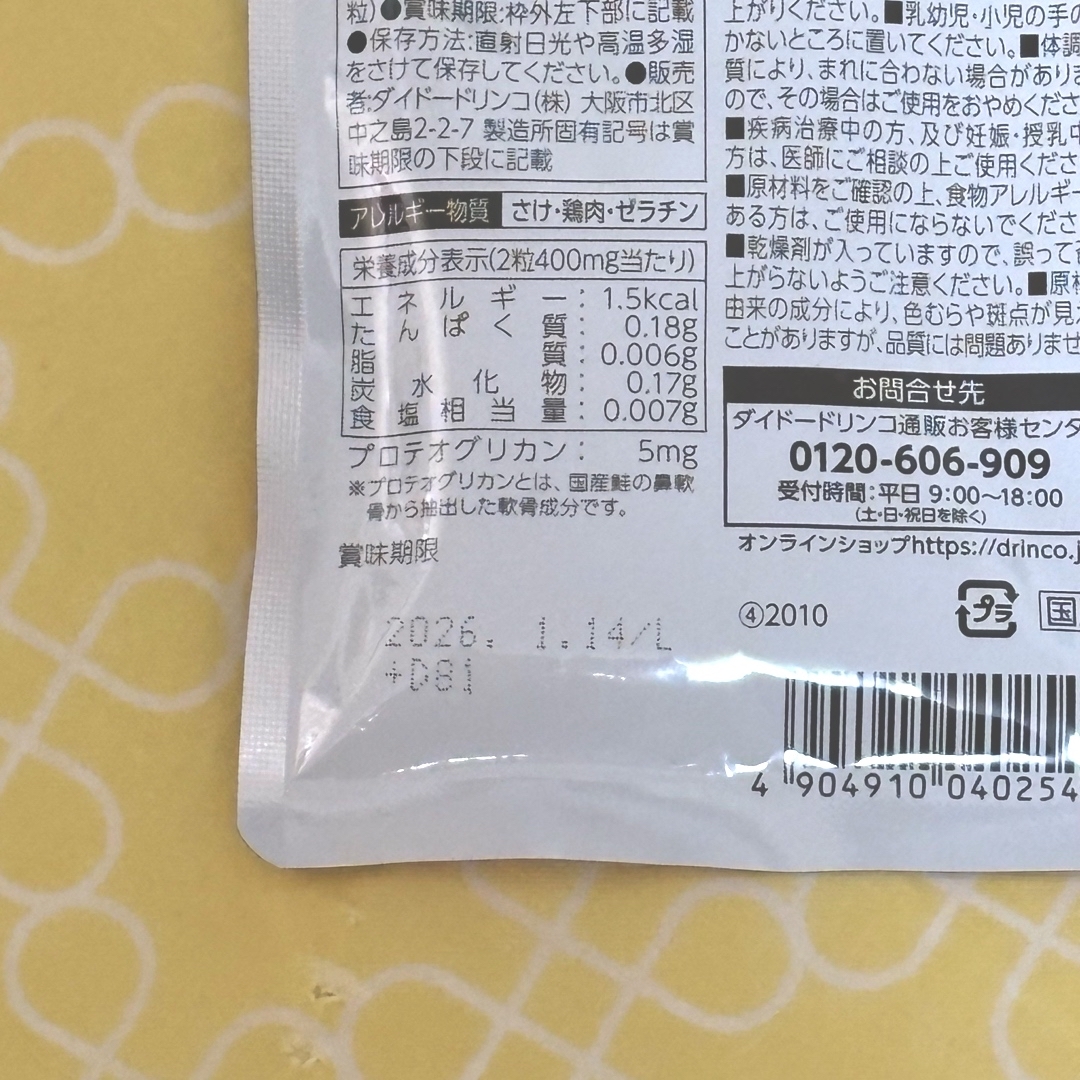 粒)●賞味期限:枠外左下部に記載
●保存方法:直射日光や高温多湿
をさけて保存してください。●販売
者:ダイドードリンコ(株) 大阪市北区
中之島2-2-7 製造所固有記号は賞
味期限の下段に記載
アレルギー物質 さけ・鶏肉・ゼラチン
栄養成分表示(2粒400mg当たり)
エネルギー: 1.5kcal
たんぱく質: 0.18g
脂質: 0.006g
炭水化物: 0.17g
食塩相当量: 0.007g
プロテオグリカン: 5mg
※プロテオグリカンとは、国産鮭の鼻軟
骨から抽出した軟骨成分です。
賞味期限
2026. 1.14/L
+D81
上がりください。■乳幼児・小児の手の
かないところに置いてください。■体調
質により、まれに合わない場合がありま
ので、その場合はご使用をおやめくださ
■疾病治療中の方、及び妊娠・授乳中
方は、医師にご相談の上ご使用くださ
■原材料をご確認の上、食物アレルギー
ある方は、ご使用にならないでくださ
■乾燥剤が入っていますので、誤って
上がらないようご注意ください。■原材
由来の成分により、色むらや斑点が見え
ことがありますが、品質には問題ありませ
お問合せ先
ダイドードリンコ通販お客様センタ
0120-606-909
受付時間:平日 9:00~18:00
(土・日・祝日を除く)
オンラインショップhttps://drinco.j
④2010
プラ
国
4 904910 040254